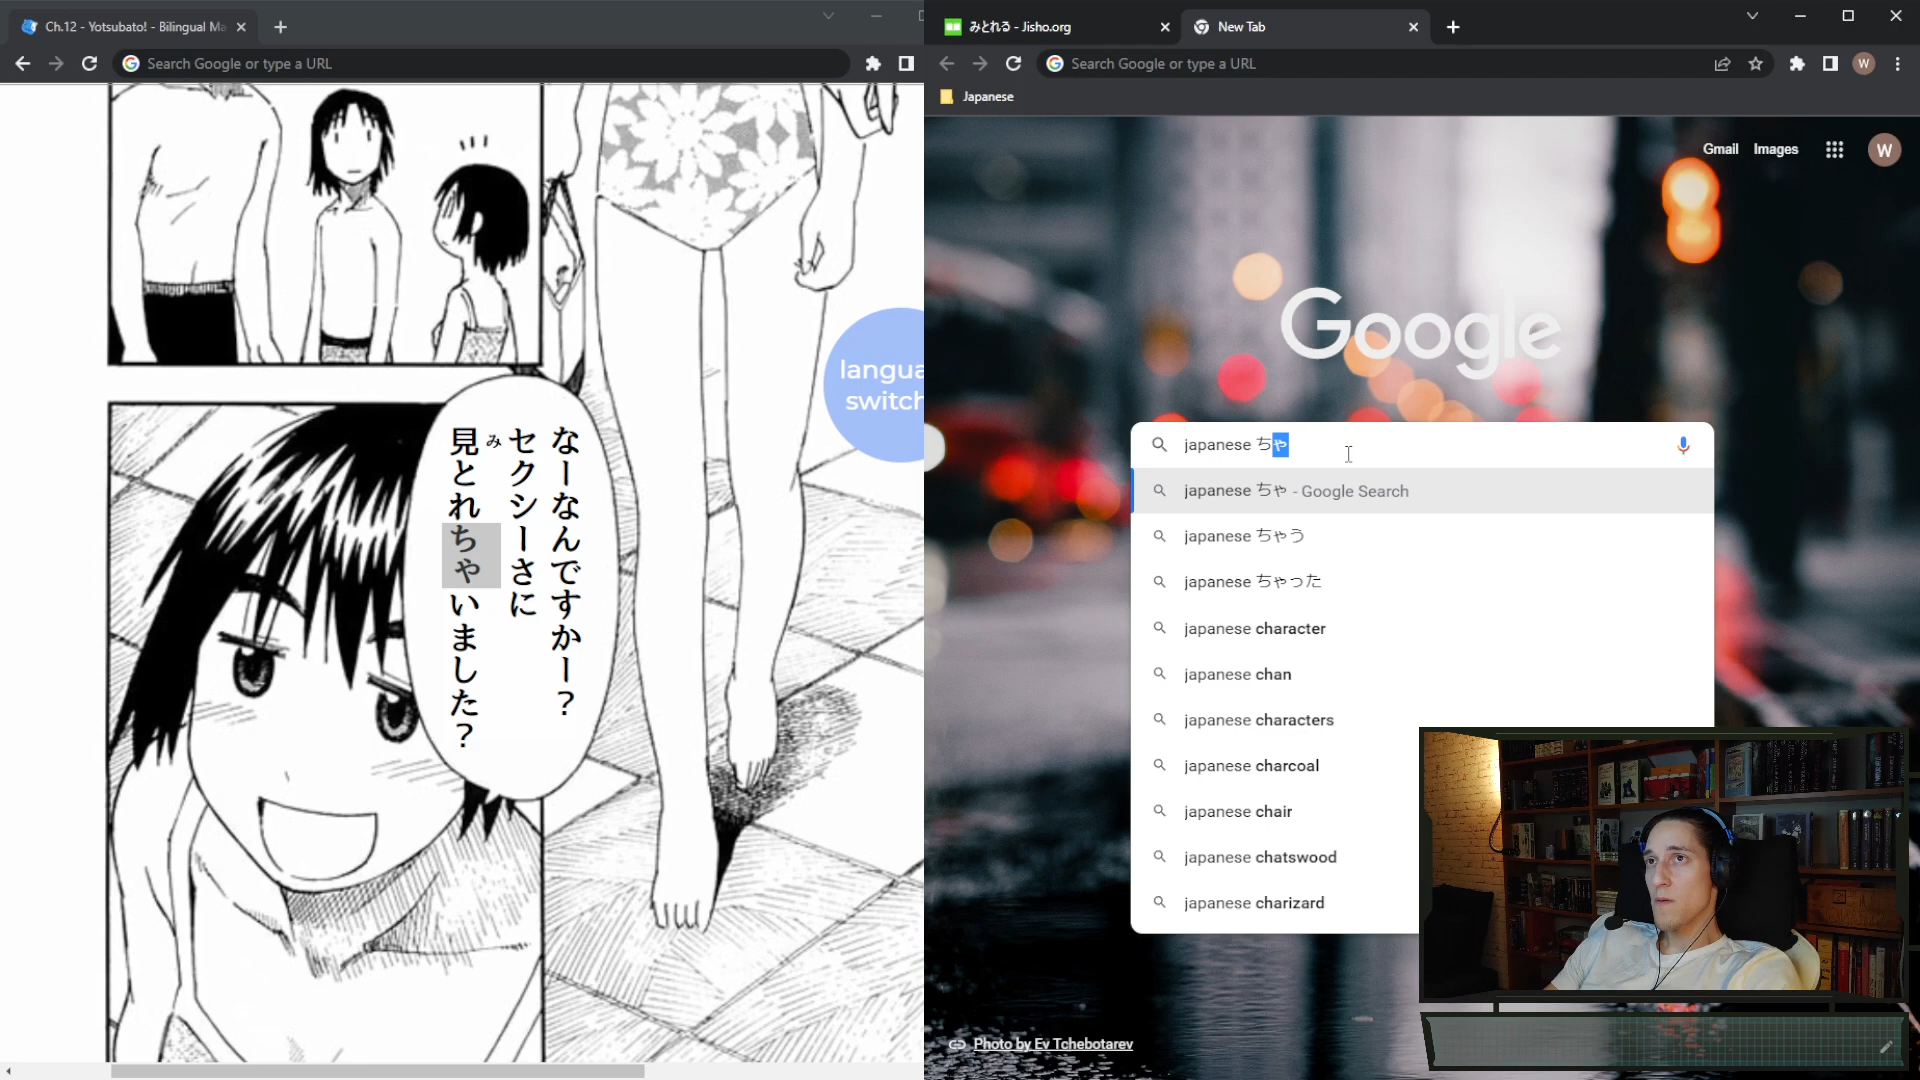 Ch.12 - Yotsubato! - Bilingual Ma
Search Google or type a URL
なーなんですかー？
セクシーさに
見とれちゃいました？
み
langua
switch
みとれる - Jisho.org
New Tab
Search Google or type a URL
W
Japanese
Gmail
Images
W
Google
japanese ちゃ
japanese ちゃ - Google Search
japanese ちゃう
japanese ちゃった
japanese character
japanese chan
japanese characters
japanese charcoal
japanese chair
japanese chatswood
japanese charizard
Photo by Ev Tchebotarev